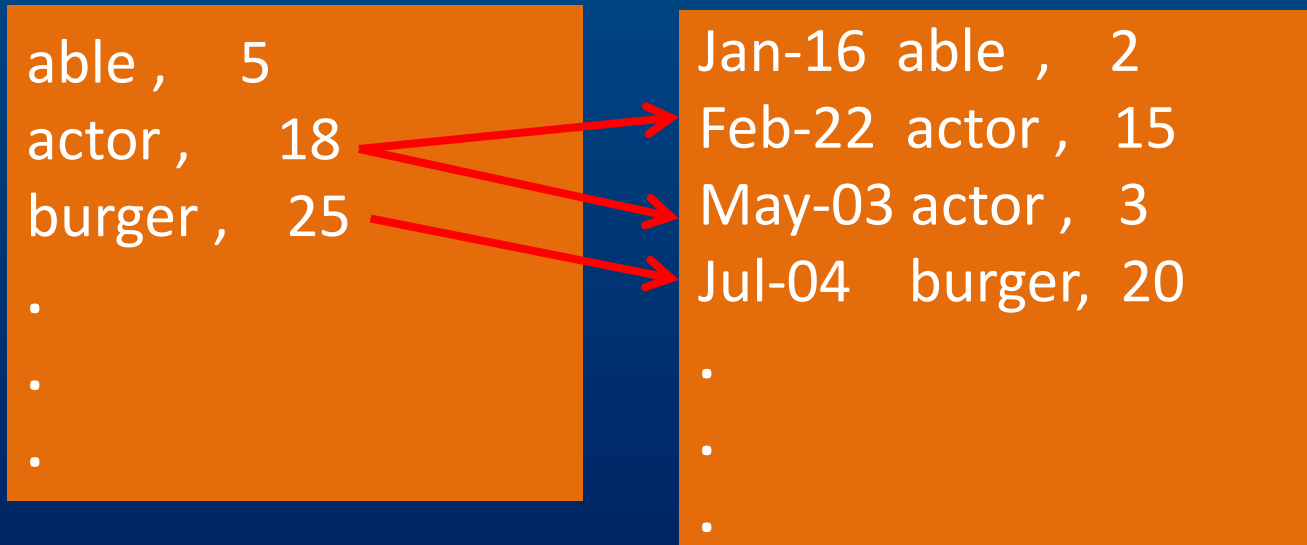 able , 5
actor , 18
burger , 25
.
.
.
Jan-16 able , 2
Feb-22 actor , 15
May-03 actor , 3
Jul-04 burger, 20
.
.
.